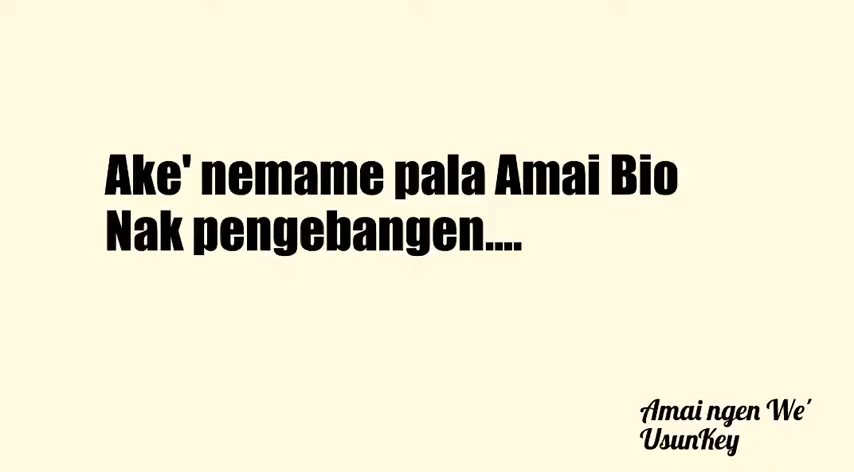 Ake' nemame pala Amai Bio
Nak pengebangen....
Amai ngen We'
UsunKey